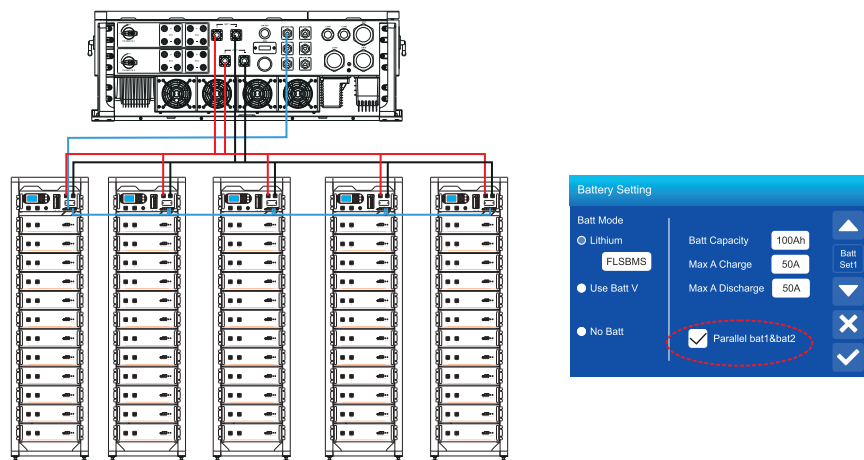 Battery Setting
Batt Mode
Lithium
FLSBMS
Use Batt V
No Batt
Batt Capacity 100Ah
Max A Charge 50A
Max A Discharge 50A
Parallel bat1&bat2
Batt
Set1